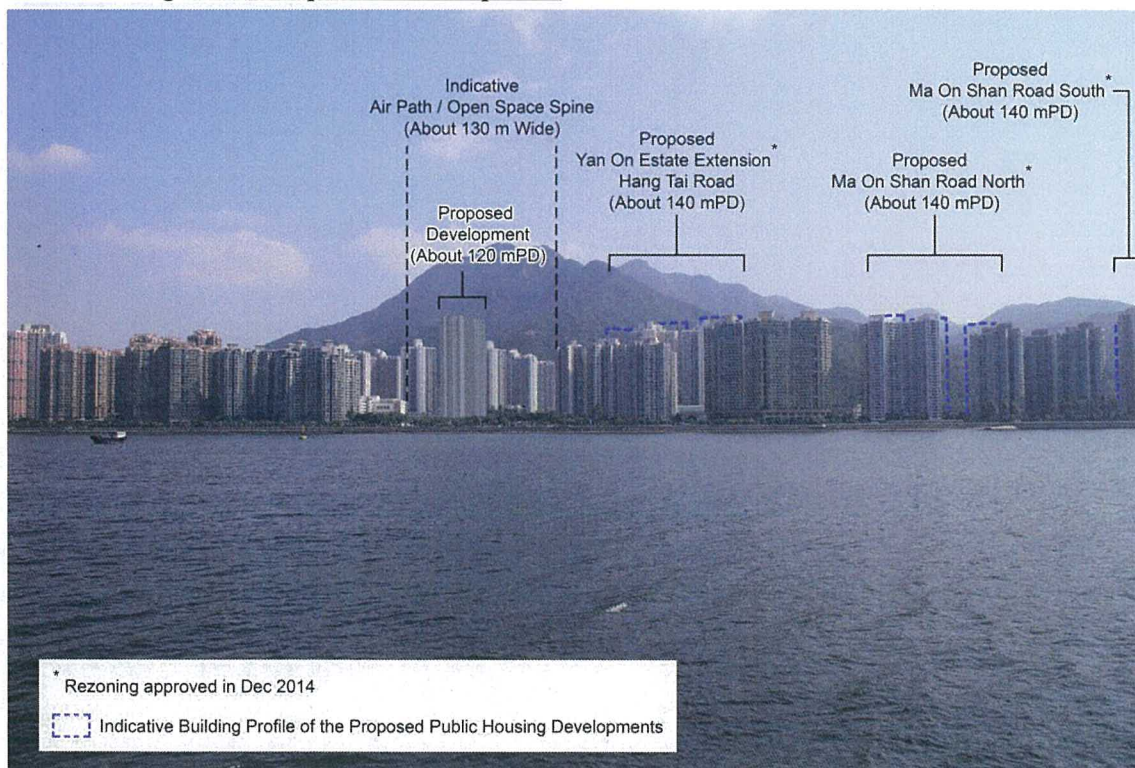 Indicative
Air Path / Open Space Spine
(About 130 m Wide)
Proposed
Development
(About 120 mPD)
Proposed
Yan On Estate Extension*
Hang Tai Road
(About 140 mPD)
Proposed
Ma On Shan Road North*
(About 140 mPD)
Proposed
Ma On Shan Road South*
(About 140 mPD)
* Rezoning approved in Dec 2014
Indicative Building Profile of the Proposed Public Housing Developments